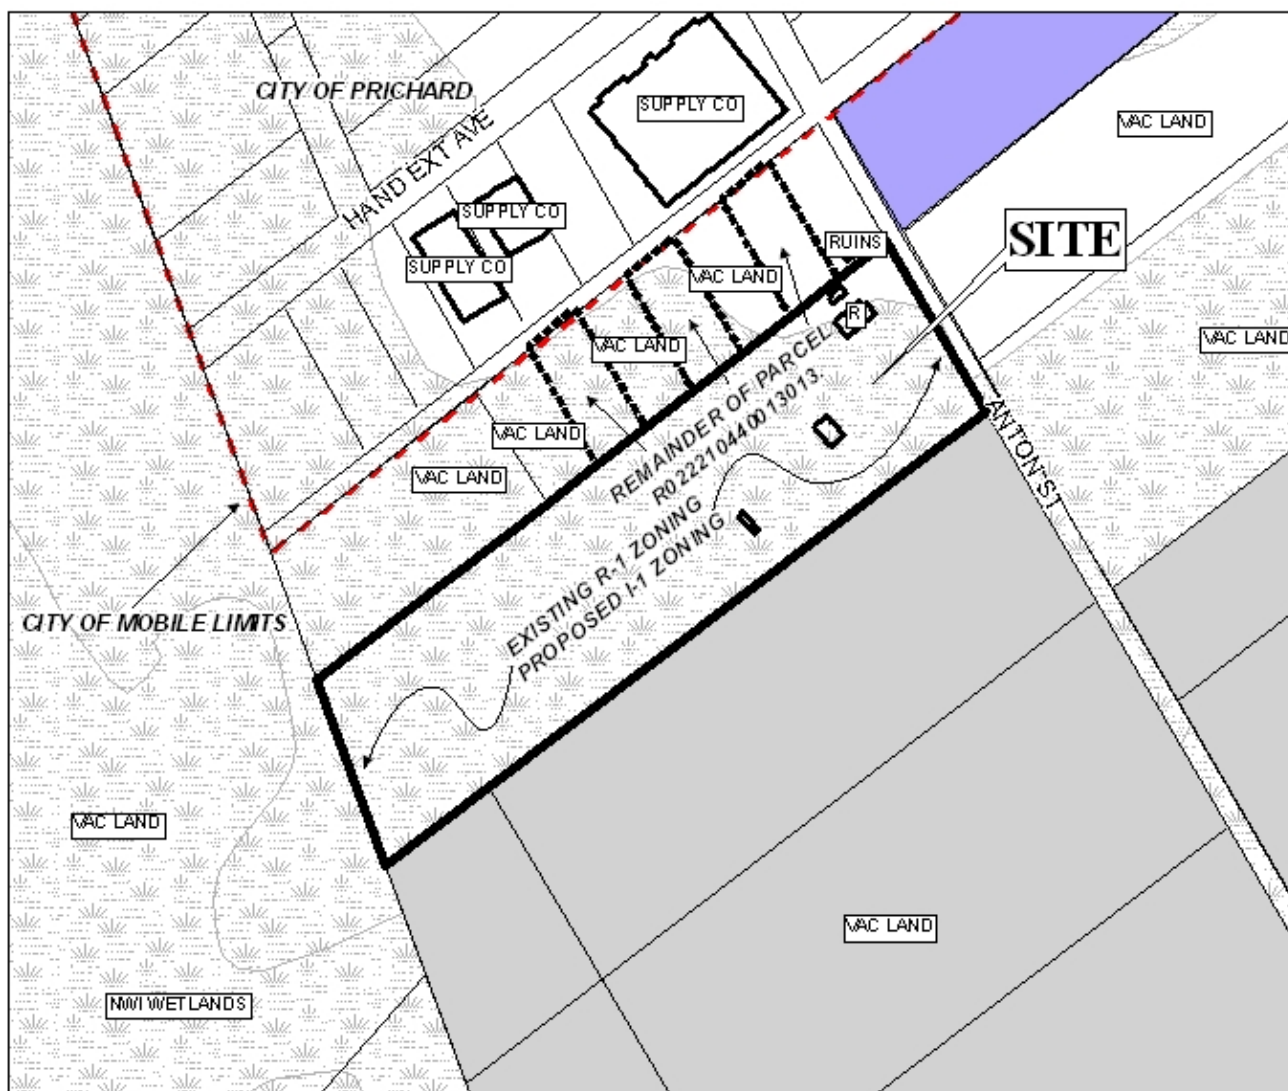 CITY OF PRICHARD
SUPPLY CO
VAC LAND
HAND EXT AVE
SUPPLY CO
SUPPLY CO
RUINS
SITE
VAC LAND
R
VAC LAND
VAC LAND
VAC LAND
VAC LAND
REMAINDER OF PARCEL
R022210440013013
ANTON ST
EXISTING R-1 ZONING
PROPOSED I-1 ZONING
CITY OF MOBILE LIMITS
VAC LAND
VAC LAND
NWI WETLANDS